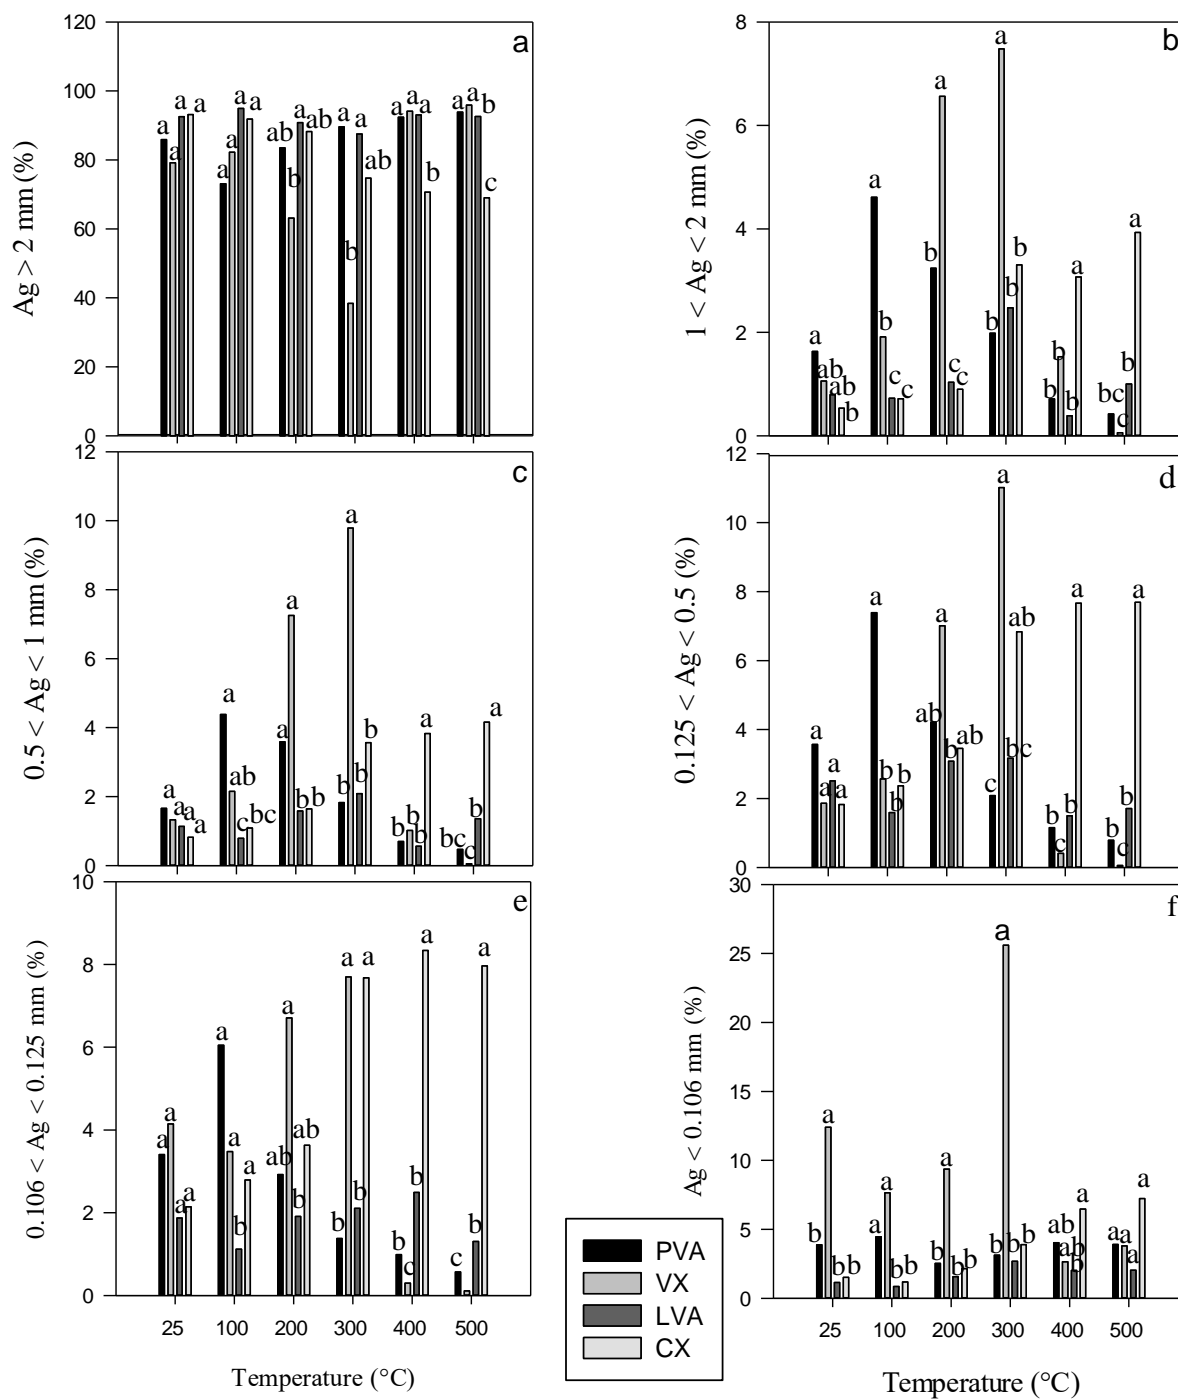 a
Ag > 2 mm (%)
120
100
80
60
40
20
0
a a a a
a a a a
ab b a ab
a b a ab
a a a b
a a b c
b
1 < Ag < 2 mm (%)
8
6
4
2
0
a ab ab b
a b c c
b a c c
b a b b
b b b a
bc c b a
c
0.5 < Ag < 1 mm (%)
12
10
8
6
4
2
0
a a a a
a ab c bc
a a b b
b a b b
b b b a
bc c b a
d
0.125 < Ag < 0.5 (%)
12
10
8
6
4
2
0
a a a a
a b b b
ab a b ab
c a bc ab
b c b a
b c b a
e
0.106 < Ag < 0.125 mm (%)
10
8
6
4
2
0
a a a a
a a b a
ab a b ab
b a b a
b c b a
c b a
25 100 200 300 400 500
Temperature (°C)
f
Ag < 0.106 mm (%)
30
25
20
15
10
5
0
b a b b
a a b b
b a b b
b a b b
ab a b b a
a a a a
25 100 200 300 400 500
Temperature (°C)
PVA
VX
LVA
CX